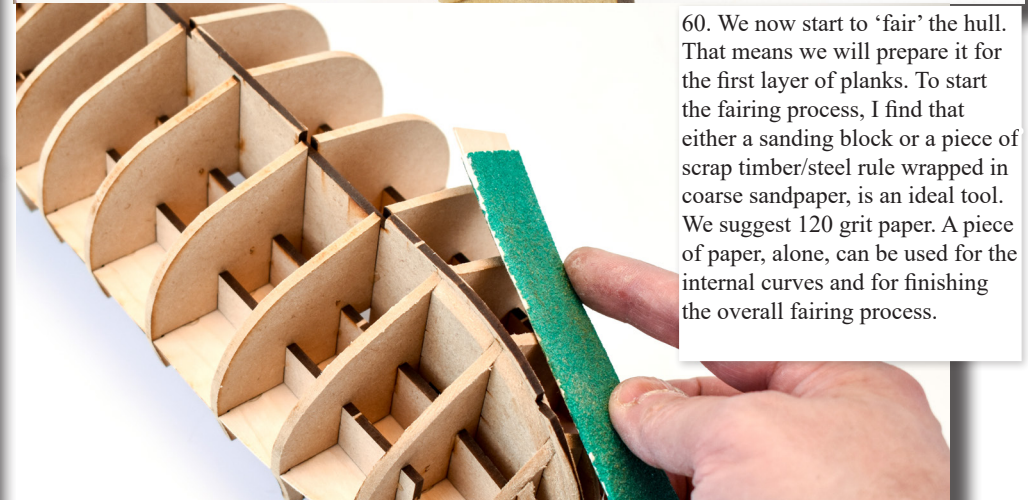 60. We now start to ‘fair’ the hull.
That means we will prepare it for
the first layer of planks. To start
the fairing process, I find that
either a sanding block or a piece of
scrap timber/steel rule wrapped in
coarse sandpaper, is an ideal tool.
We suggest 120 grit paper. A piece
of paper, alone, can be used for the
internal curves and for finishing
the overall fairing process.